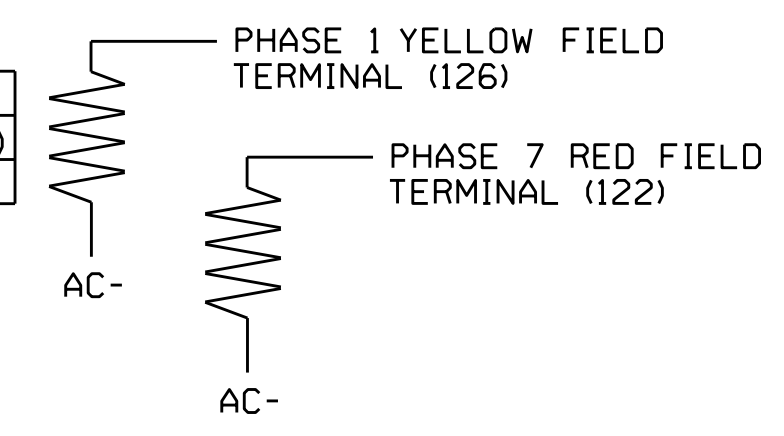 PHASE 1 YELLOW FIELD
TERMINAL (126)
PHASE 7 RED FIELD
TERMINAL (122)
AC-
AC-